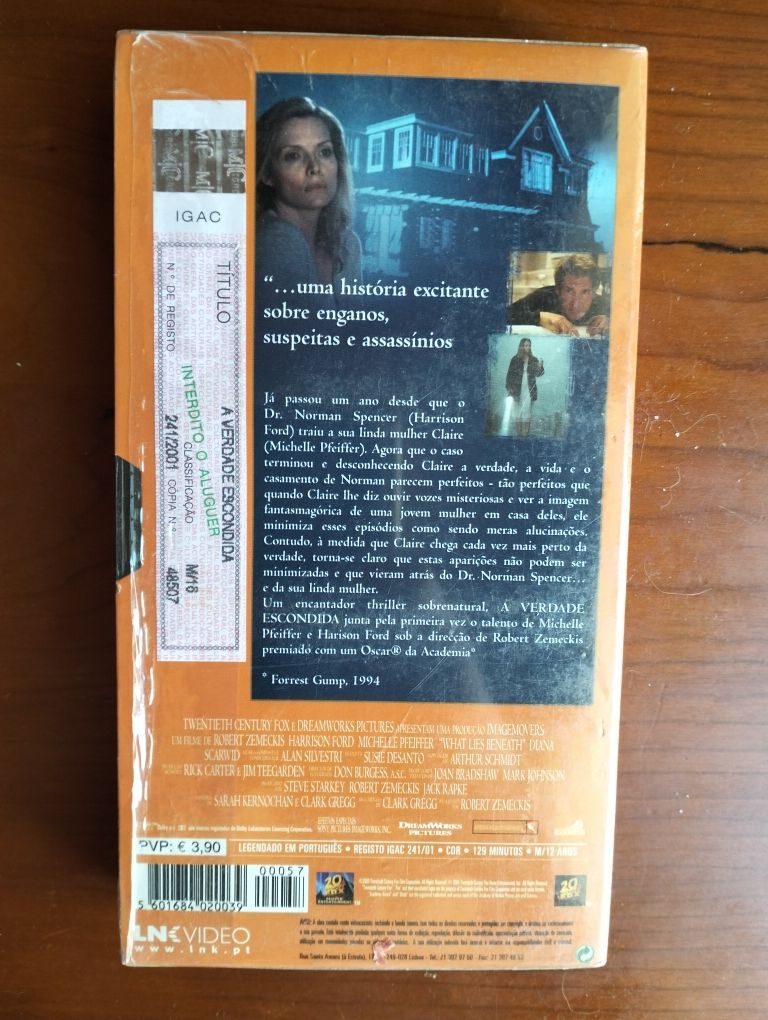 IGAC
TÍTULO
A VERDADE ESCONDIDA
Nº DE REGISTO
INTERDITO O ALUGUER
CLASSIFICAÇÃO
M/16
241/2001
CÓPIA Nº
48507
“...uma história excitante
sobre enganos,
suspeitas e assassínios
Já passou um ano desde que o
Dr. Norman Spencer (Harrison
Ford) traiu a sua linda mulher Claire
(Michelle Pfeiffer). Agora que o caso
terminou e desconhecendo Claire a verdade, a vida e o
casamento de Norman parecem perfeitos - tão perfeitos que
quando Claire lhe diz ouvir vozes misteriosas e ver a imagem
fantasmagórica de uma jovem mulher em casa deles, ele
minimiza esses episódios como sendo meras alucinações.
Contudo, à medida que Claire chega cada vez mais perto da
verdade, torna-se claro que estas aparições não podem ser
minimizadas e que vieram atrás do Dr. Norman Spencer...
e da sua linda mulher.
Um encantador thriller sobrenatural, A VERDADE
ESCONDIDA junta pela primeira vez o talento de Michelle
Pfeiffer e Harison Ford sob a direcção de Robert Zemeckis
premiado com um Oscar® da Academia*
* Forrest Gump, 1994
TWENTIETH CENTURY FOX E DREAMWORKS PICTURES APRESENTAM UMA PRODUÇÃO IMAGEMOVERS
UM FILME DE ROBERT ZEMECKIS HARRISON FORD MICHELLE PFEIFFER "WHAT LIES BENEATH" DIANA
SCARWID ALAN SILVESTRI SUSIE DESANTO ARTHUR SCHMIDT
RICK CARTER E JIM TEEGARDEN DON BURGESS, A.S.C. JOAN BRADSHAW MARK JOHNSON
STEVE STARKEY ROBERT ZEMECKIS JACK RAPKE
SARAH KERNOCHAN E CLARK GREGG CLARK GREGG ROBERT ZEMECKIS
EFEITOS ESPECIAIS
SONY PICTURES IMAGEWORKS, INC.
DREAMWORKS
PICTURES
PVP: € 3,90
LEGENDADO EM PORTUGUÊS • REGISTO IGAC 241/01 • COR • 129 MINUTOS • M/12 ANOS
00057
5 601684 020039
LNK VIDEO
www.lnk.pt